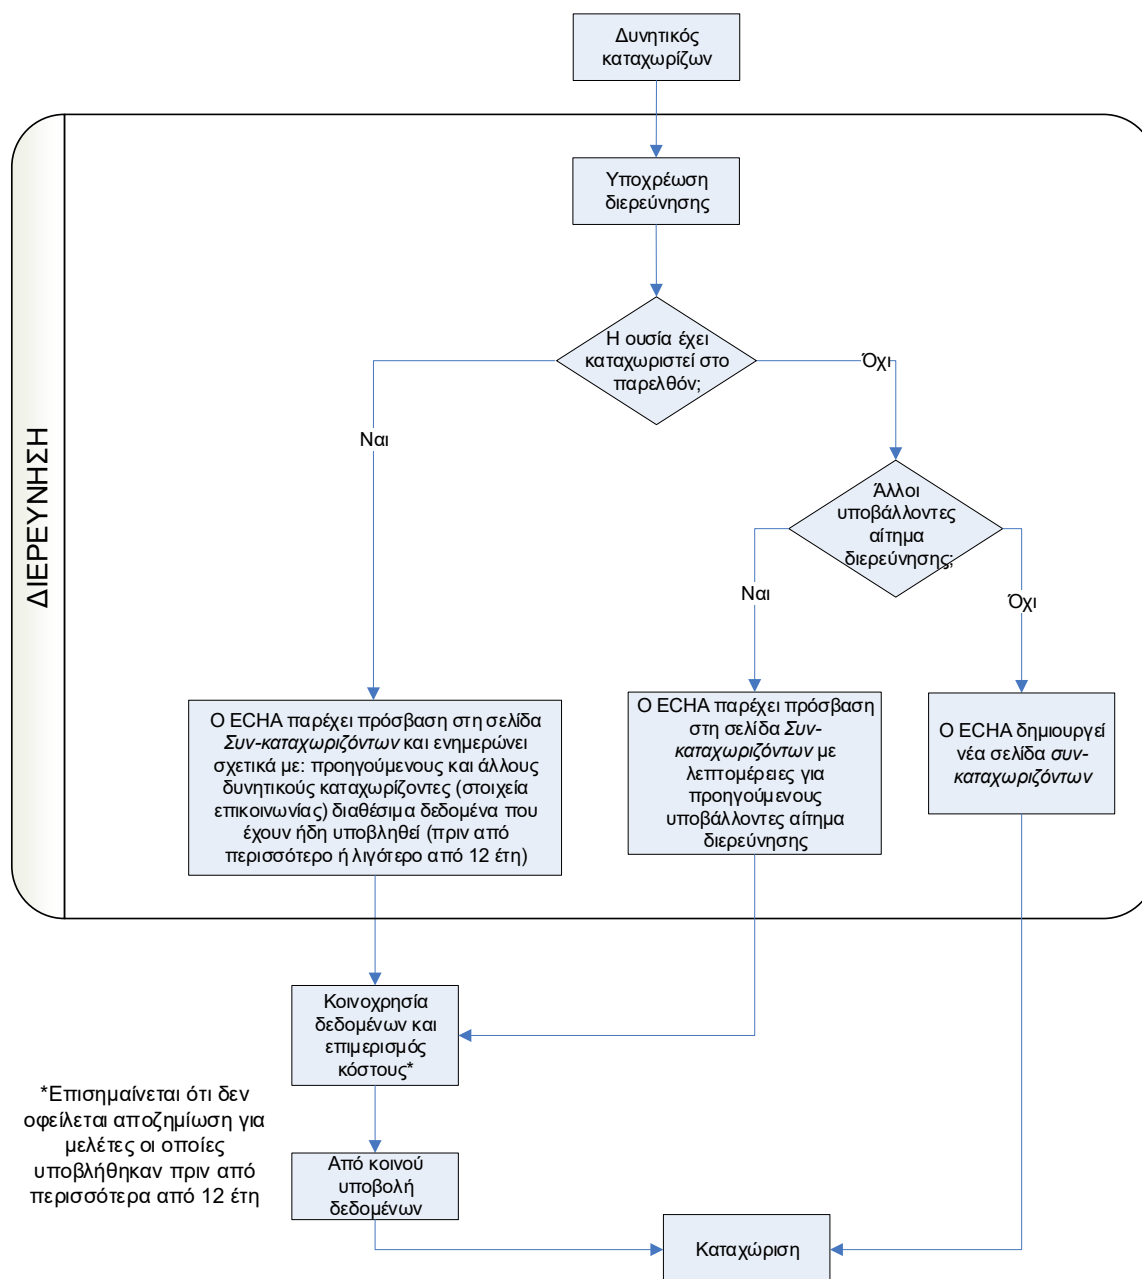 Δυνητικός
καταχωρίζων
Υποχρέωση
διερεύνησης
Η ουσία έχει
καταχωριστεί στο
παρελθόν;
Όχι
Ναι
ΔΙΕΡΕΥΝΗΣΗ
Άλλοι
υποβάλλοντες
αίτημα
διερεύνησης;
Ναι
Όχι
Ο ECHA παρέχει πρόσβαση στη σελίδα
Συν-καταχωριζόντων και ενημερώνει
σχετικά με: προηγούμενους και άλλους
δυνητικούς καταχωρίζοντες (στοιχεία
επικοινωνίας) διαθέσιμα δεδομένα που
έχουν ήδη υποβληθεί (πριν από
περισσότερο ή λιγότερο από 12 έτη)
Ο ECHA παρέχει πρόσβαση
στη σελίδα Συν-
καταχωριζόντων με
λεπτομέρειες για
προηγούμενους
υποβάλλοντες αίτημα
διερεύνησης
Ο ECHA δημιουργεί
νέα σελίδα συν-
καταχωριζόντων
Κοινοχρησία
δεδομένων και
επιμερισμός
κόστους*
*Επισημαίνεται ότι δεν
οφείλεται αποζημίωση για
μελέτες οι οποίες
υποβλήθηκαν πριν από
περισσότερα από 12 έτη
Από κοινού
υποβολή
δεδομένων
Καταχώριση